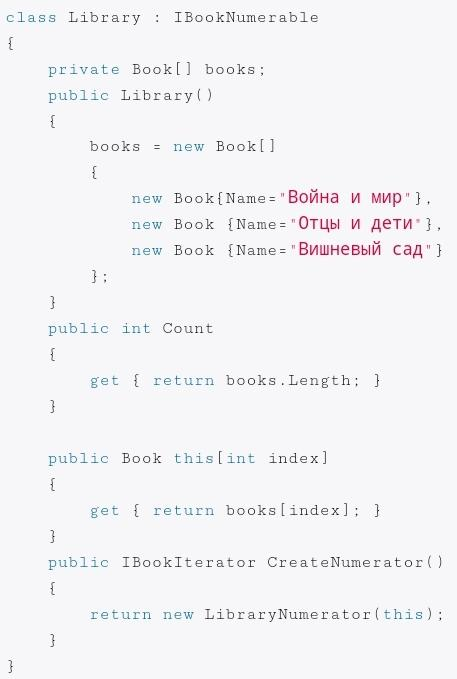 class Library : IBookNumerable
{
    private Book[] books;
    public Library()
    {
        books = new Book[]
        {
            new Book{Name="Война и мир"},
            new Book {Name="Отцы и дети"},
            new Book {Name="Вишневый сад"}
        };
    }
    public int Count
    {
        get { return books.Length; }
    }

    public Book this[int index]
    {
        get { return books[index]; }
    }
    public IBookIterator CreateNumerator()
    {
        return new LibraryNumerator(this);
    }
}